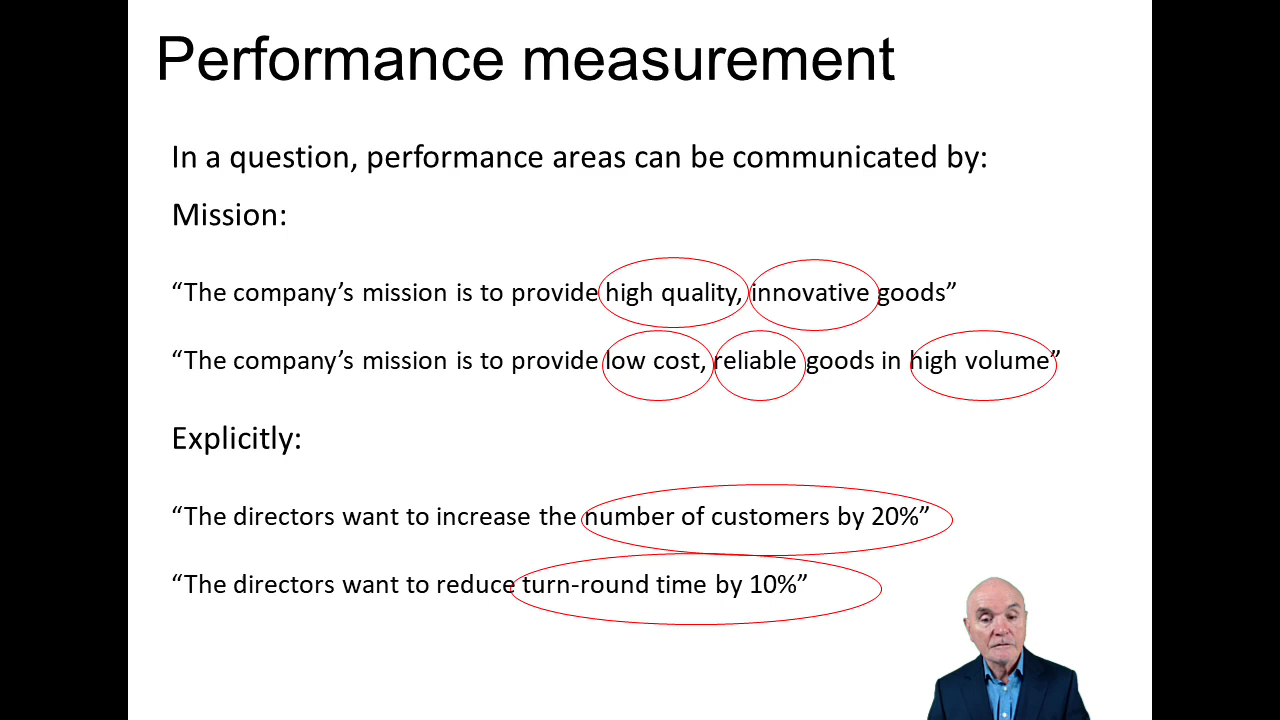 Performance measurement
In a question, performance areas can be communicated by:
Mission:
“The company’s mission is to provide high quality, innovative goods”
“The company’s mission is to provide low cost, reliable goods in high volume”
Explicitly:
“The directors want to increase the number of customers by 20%”
“The directors want to reduce turn-round time by 10%”